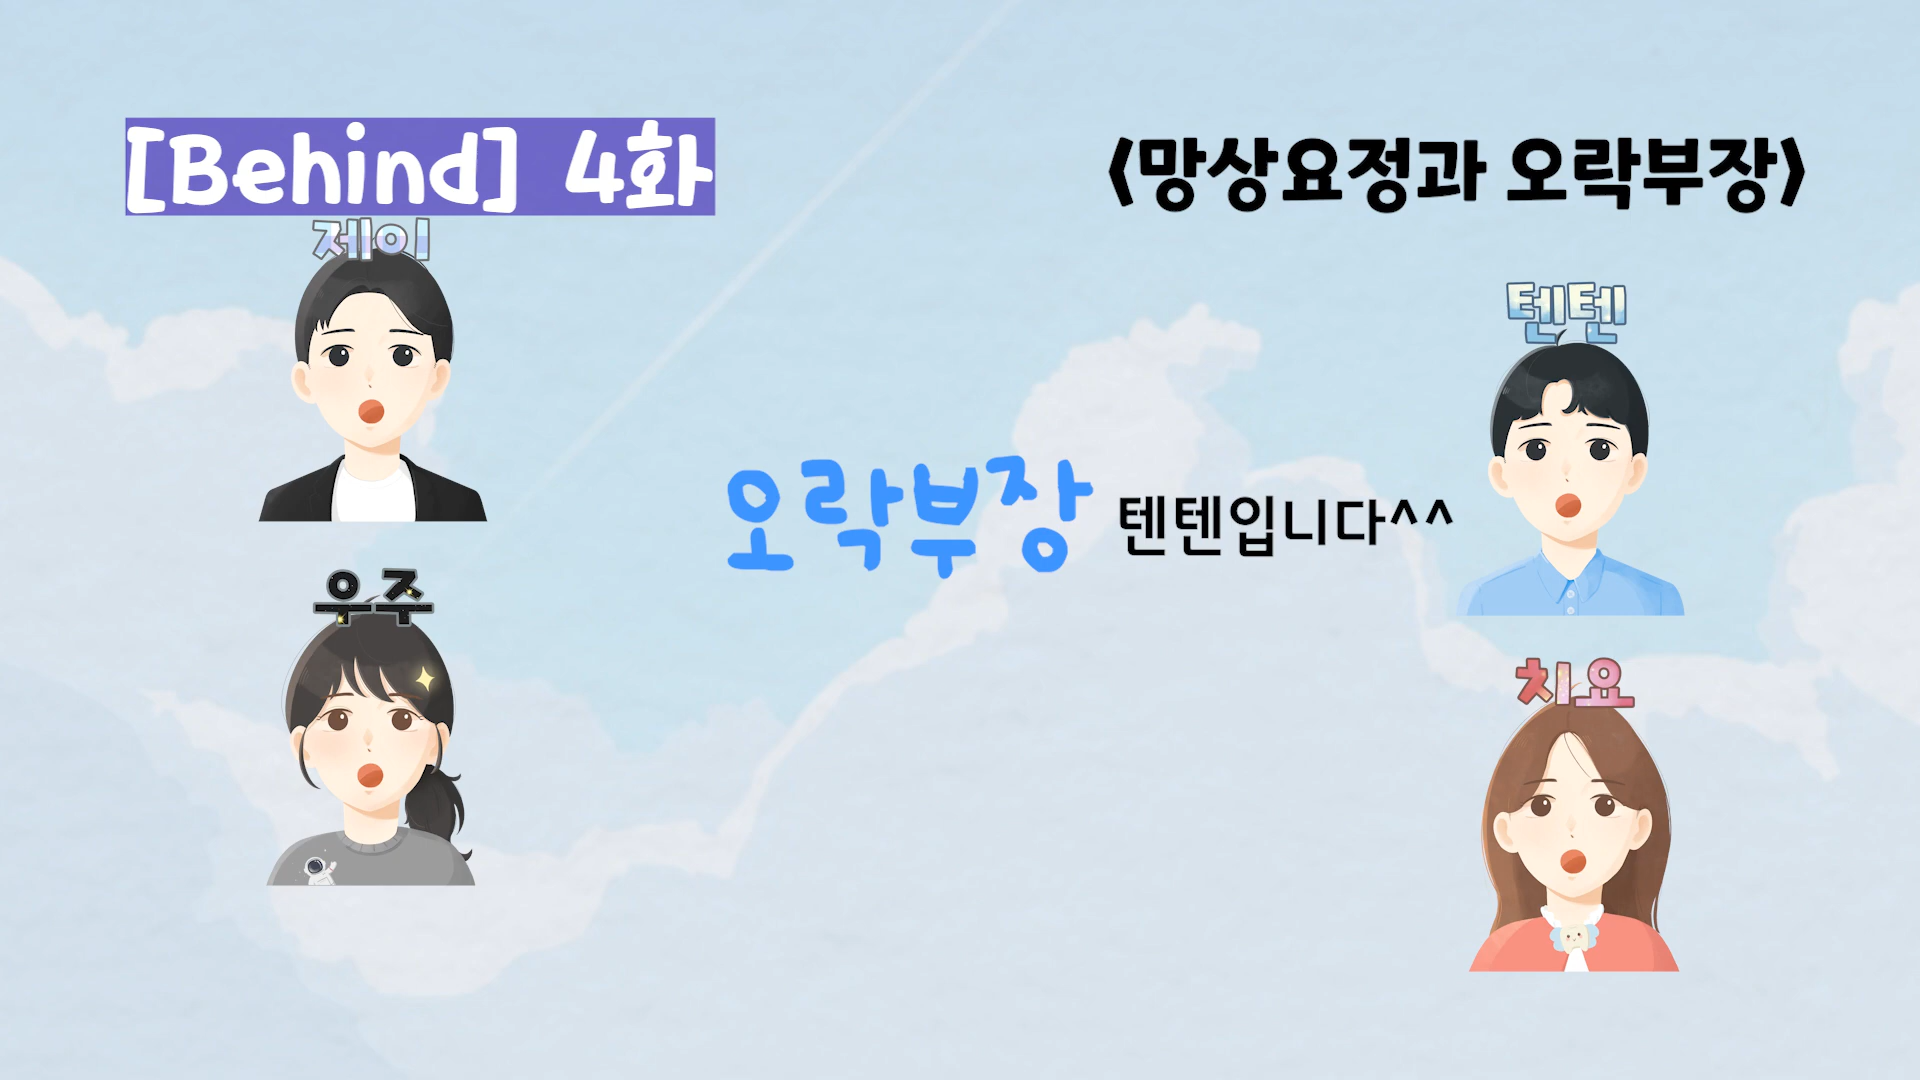 [Behind] 4화
<망상요정과 오락부장>
제이
텐텐
오락부장 텐텐입니다^^
우주
치요